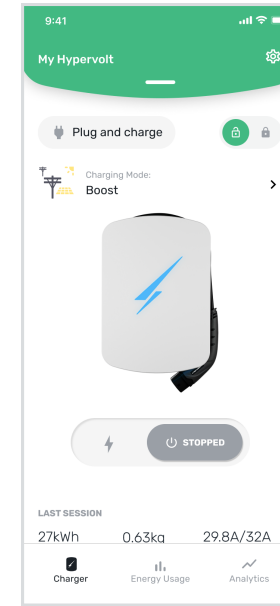 9:41
My Hypervolt
Plug and charge
Charging Mode:
Boost
STOPPED
LAST SESSION
27kWh 0.63kg 29.8A/32A
Charger Energy Usage Analytics